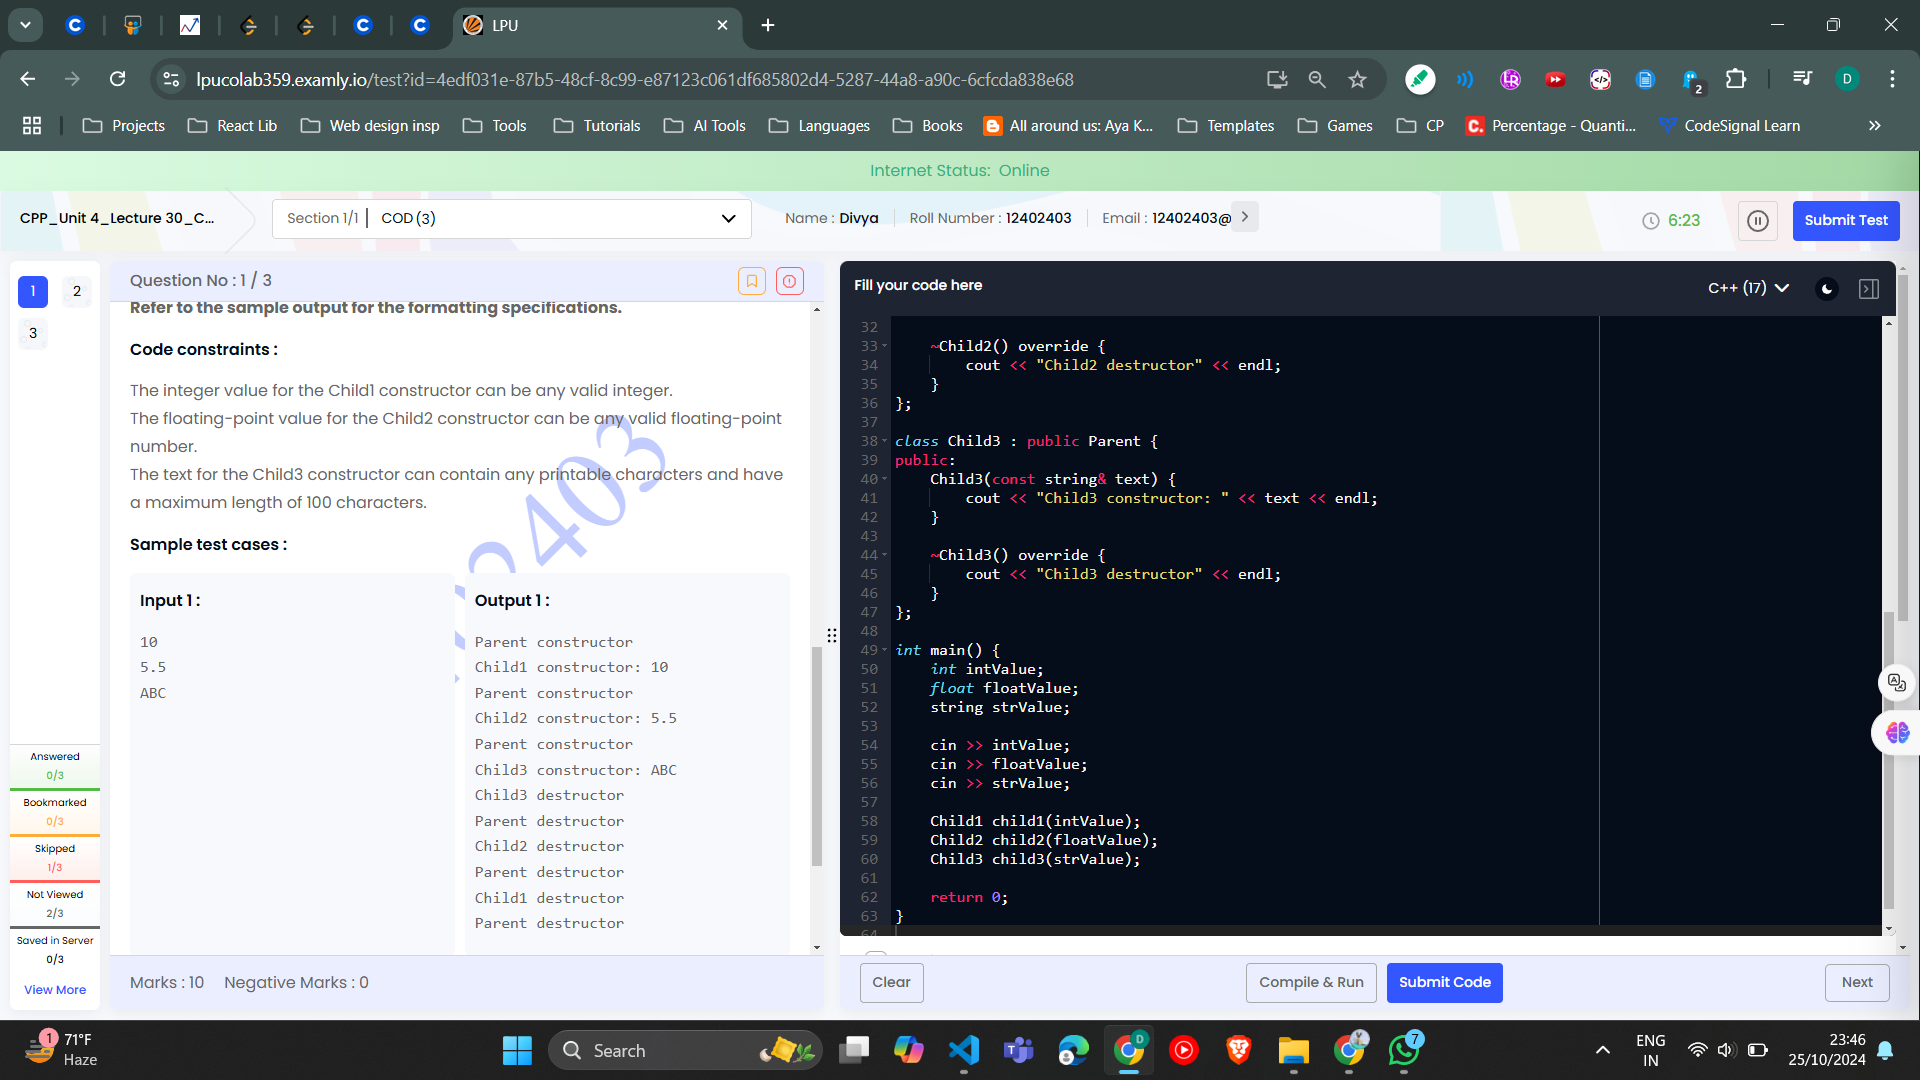 LPU
lpucolab359.examly.io/test?id=4edf031e-87b5-48cf-8c99-e87123c061df685802d4-5287-44a8-a90c-6cfcda838e68
2
D
Projects
React Lib
Web design insp
Tools
Tutorials
AI Tools
Languages
Books
All around us: Aya K...
Templates
Games
CP
Percentage - Quanti...
CodeSignal Learn
Internet Status: Online
CPP_Unit 4_Lecture 30_C...
Section 1/1 | COD (3)
Name : Divya
Roll Number : 12402403
Email : 12402403@
6:23
Submit Test
1
2
3
Question No : 1 / 3
Refer to the sample output for the formatting specifications.
Code constraints :
The integer value for the Child1 constructor can be any valid integer.
The floating-point value for the Child2 constructor can be any valid floating-point
number.
The text for the Child3 constructor can contain any printable characters and have
a maximum length of 100 characters.
Sample test cases :
Input 1 :
10
5.5
ABC
Output 1 :
Parent constructor
Child1 constructor: 10
Parent constructor
Child2 constructor: 5.5
Parent constructor
Child3 constructor: ABC
Child3 destructor
Parent destructor
Child2 destructor
Parent destructor
Child1 destructor
Parent destructor
Answered
0/3
Bookmarked
0/3
Skipped
1/3
Not Viewed
2/3
Saved in Server
0/3
View More
Marks : 10
Negative Marks : 0
Fill your code here
C++ (17)
32
33     ~Child2() override {
34         cout << "Child2 destructor" << endl;
35     }
36 };
37
38 class Child3 : public Parent {
39 public:
40     Child3(const string& text) {
41         cout << "Child3 constructor: " << text << endl;
42     }
43
44     ~Child3() override {
45         cout << "Child3 destructor" << endl;
46     }
47 };
48
49 int main() {
50     int intValue;
51     float floatValue;
52     string strValue;
53
54     cin >> intValue;
55     cin >> floatValue;
56     cin >> strValue;
57
58     Child1 child1(intValue);
59     Child2 child2(floatValue);
60     Child3 child3(strValue);
61
62     return 0;
63 }
64
Clear
Compile & Run
Submit Code
Next
1
71°F
Haze
Search
D
7
ENG
IN
23:46
25/10/2024